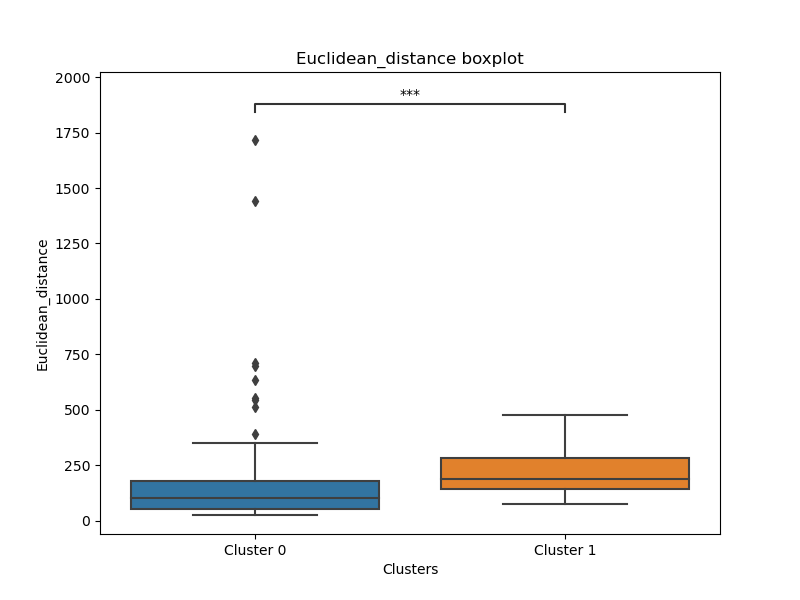 Euclidean_distance boxplot
***
2000
1750
1500
1250
1000
750
500
250
0
Euclidean_distance
Cluster 0
Cluster 1
Clusters